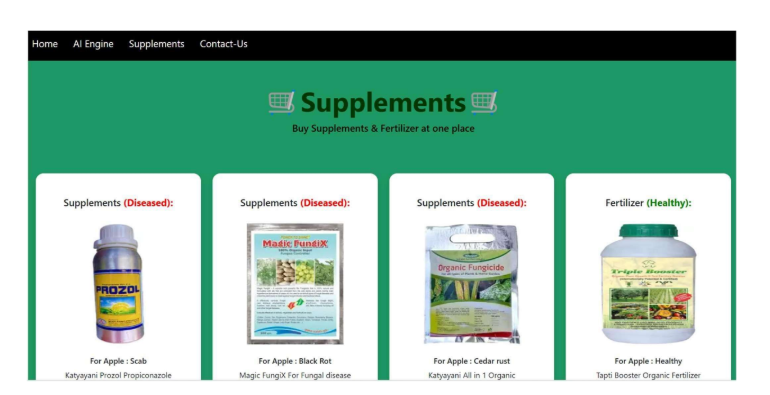 Home AI Engine Supplements Contact-Us
Supplements
Buy Supplements & Fertilizer at one place
Supplements (Diseased):
PROZOL
For Apple : Scab
Katyayani Prozol Propiconazole
Supplements (Diseased):
Magic FungiX
100% Organic Input
For Apple : Black Rot
Magic FungiX For Fungal disease
Supplements (Diseased):
Organic Fungicide
For Apple : Cedar rust
Katyayani All in 1 Organic
Fertilizer (Healthy):
Triple Booster
For Apple : Healthy
Tapti Booster Organic Fertilizer